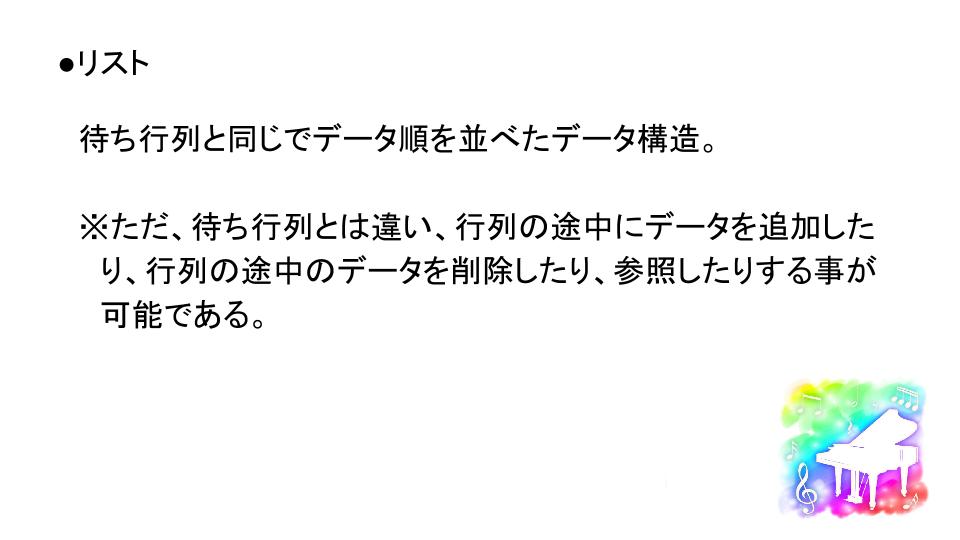 ●リスト
待ち行列と同じでデータ順を並べたデータ構造。
※ただ、待ち行列とは違い、行列の途中にデータを追加した
り、行列の途中のデータを削除したり、参照したりする事が
可能である。